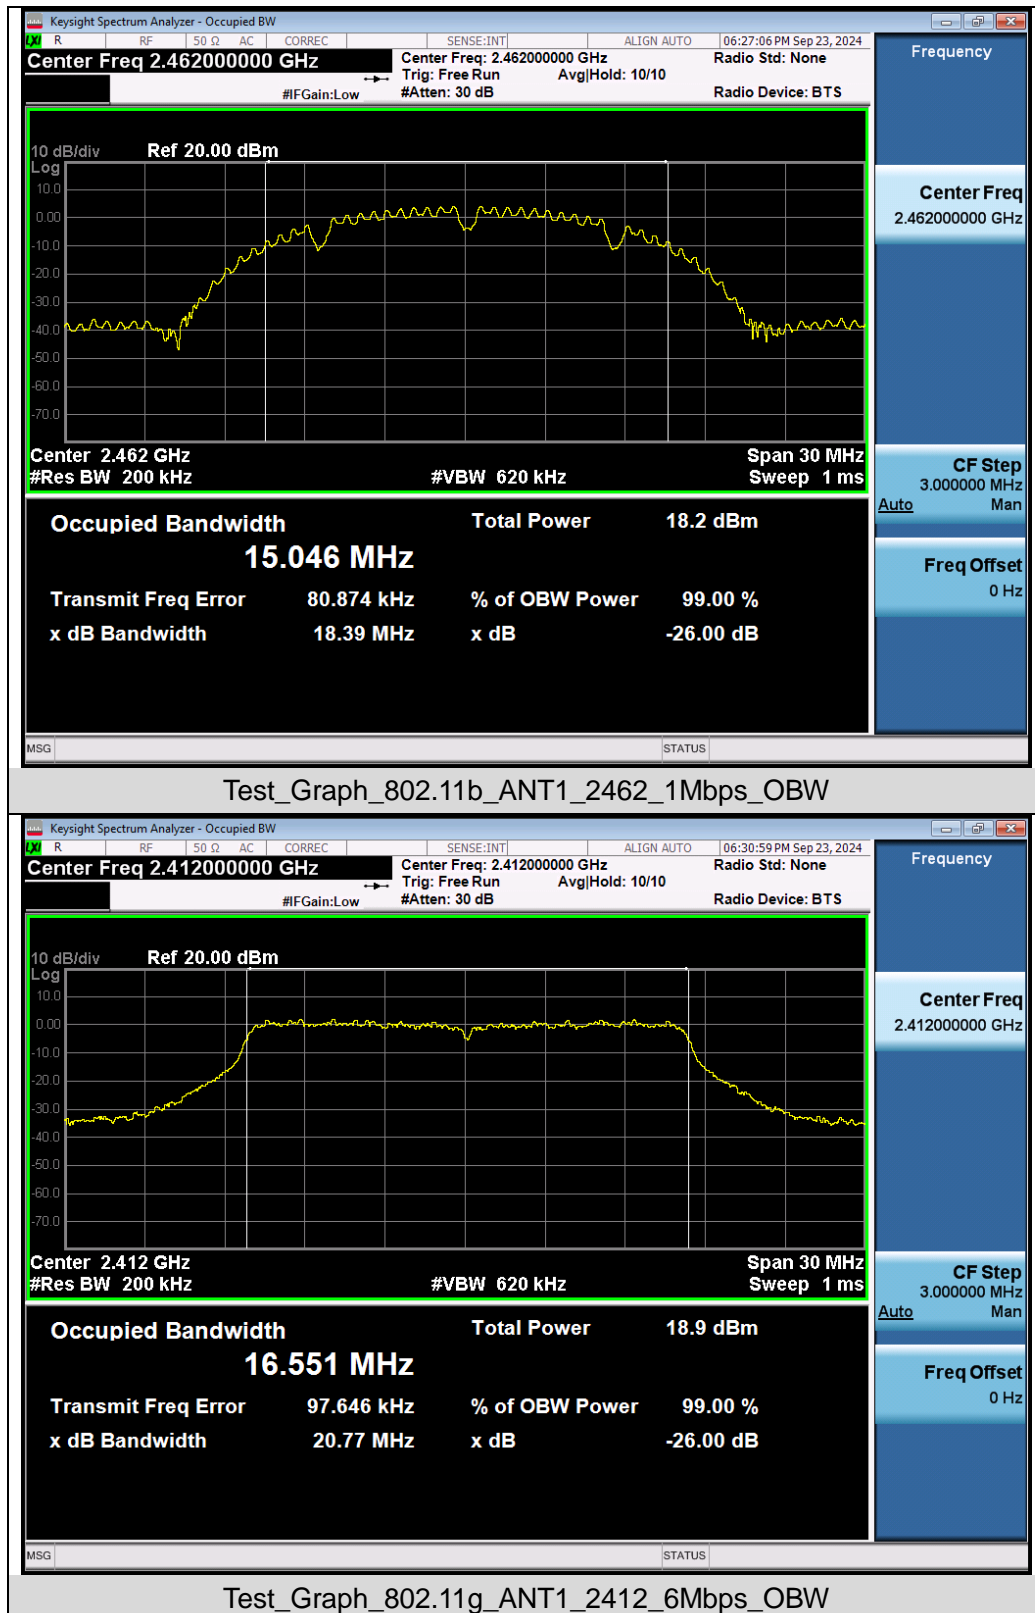 Keysight Spectrum Analyzer - Occupied BW
LXI R RF 50 Ω AC CORREC SENSE:INT ALIGN AUTO 06:27:06 PM Sep 23, 2024
Center Freq 2.462000000 GHz
Center Freq: 2.462000000 GHz Radio Std: None
Trig: Free Run Avg|Hold: 10/10
#IFGain:Low #Atten: 30 dB Radio Device: BTS
Frequency
10 dB/div Ref 20.00 dBm
Log
10.0
0.00
-10.0
-20.0
-30.0
-40.0
-50.0
-60.0
-70.0
Center 2.462 GHz Span 30 MHz
#Res BW 200 kHz #VBW 620 kHz Sweep 1 ms
Center Freq
2.462000000 GHz
CF Step
3.000000 MHz
Auto Man
Freq Offset
0 Hz
Occupied Bandwidth Total Power 18.2 dBm
15.046 MHz
Transmit Freq Error 80.874 kHz % of OBW Power 99.00 %
x dB Bandwidth 18.39 MHz x dB -26.00 dB
MSG STATUS
Test_Graph_802.11b_ANT1_2462_1Mbps_OBW
Keysight Spectrum Analyzer - Occupied BW
LXI R RF 50 Ω AC CORREC SENSE:INT ALIGN AUTO 06:30:59 PM Sep 23, 2024
Center Freq 2.412000000 GHz
Center Freq: 2.412000000 GHz Radio Std: None
Trig: Free Run Avg|Hold: 10/10
#IFGain:Low #Atten: 30 dB Radio Device: BTS
Frequency
10 dB/div Ref 20.00 dBm
Log
10.0
0.00
-10.0
-20.0
-30.0
-40.0
-50.0
-60.0
-70.0
Center 2.412 GHz Span 30 MHz
#Res BW 200 kHz #VBW 620 kHz Sweep 1 ms
Center Freq
2.412000000 GHz
CF Step
3.000000 MHz
Auto Man
Freq Offset
0 Hz
Occupied Bandwidth Total Power 18.9 dBm
16.551 MHz
Transmit Freq Error 97.646 kHz % of OBW Power 99.00 %
x dB Bandwidth 20.77 MHz x dB -26.00 dB
MSG STATUS
Test_Graph_802.11g_ANT1_2412_6Mbps_OBW